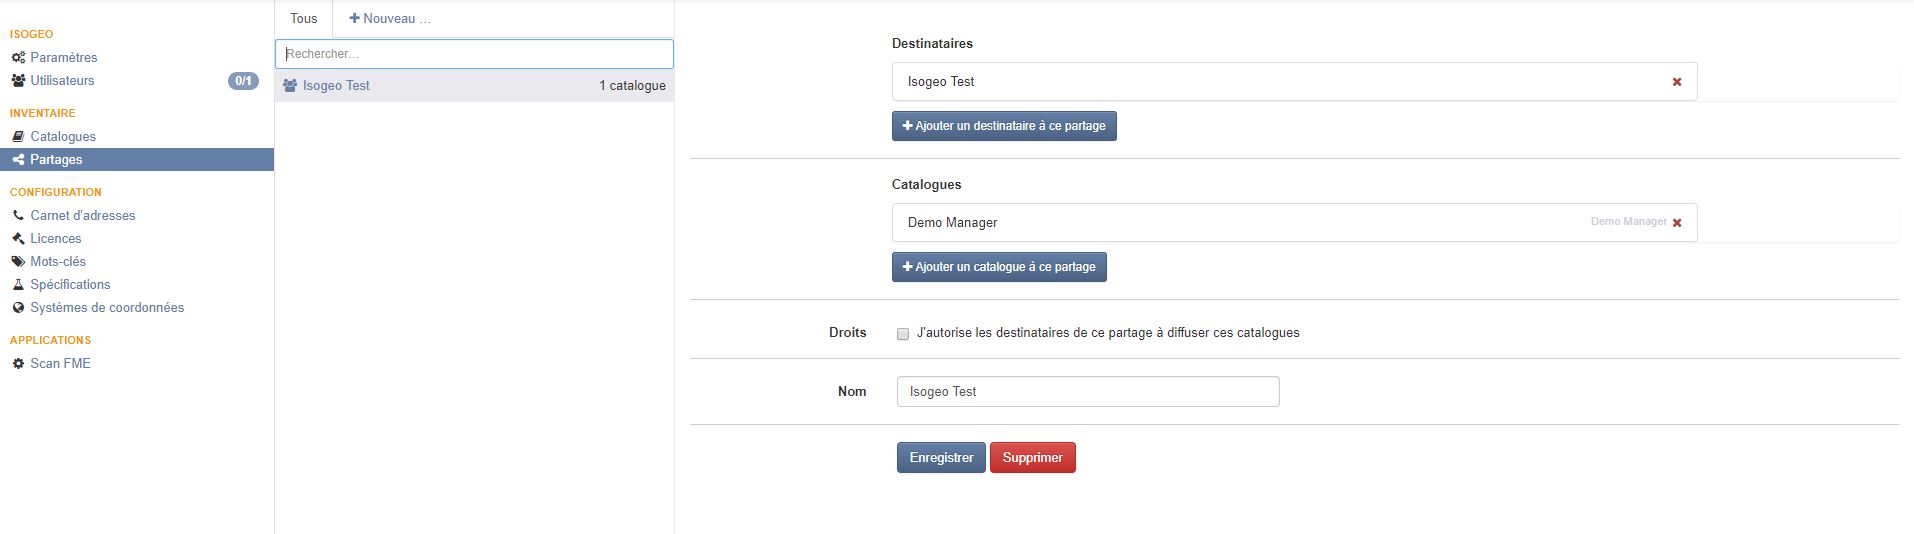 ISOGEO
Paramètres
Utilisateurs 0/1
INVENTAIRE
Catalogues
Partages
CONFIGURATION
Carnet d'adresses
Licences
Mots-clés
Spécifications
Systèmes de coordonnées
APPLICATIONS
Scan FME
Tous + Nouveau …
Rechercher…
Isogeo Test 1 catalogue
Destinataires
Isogeo Test
+ Ajouter un destinataire à ce partage
Catalogues
Demo Manager Demo Manager
+ Ajouter un catalogue à ce partage
Droits J'autorise les destinataires de ce partage à diffuser ces catalogues
Nom Isogeo Test
Enregistrer Supprimer